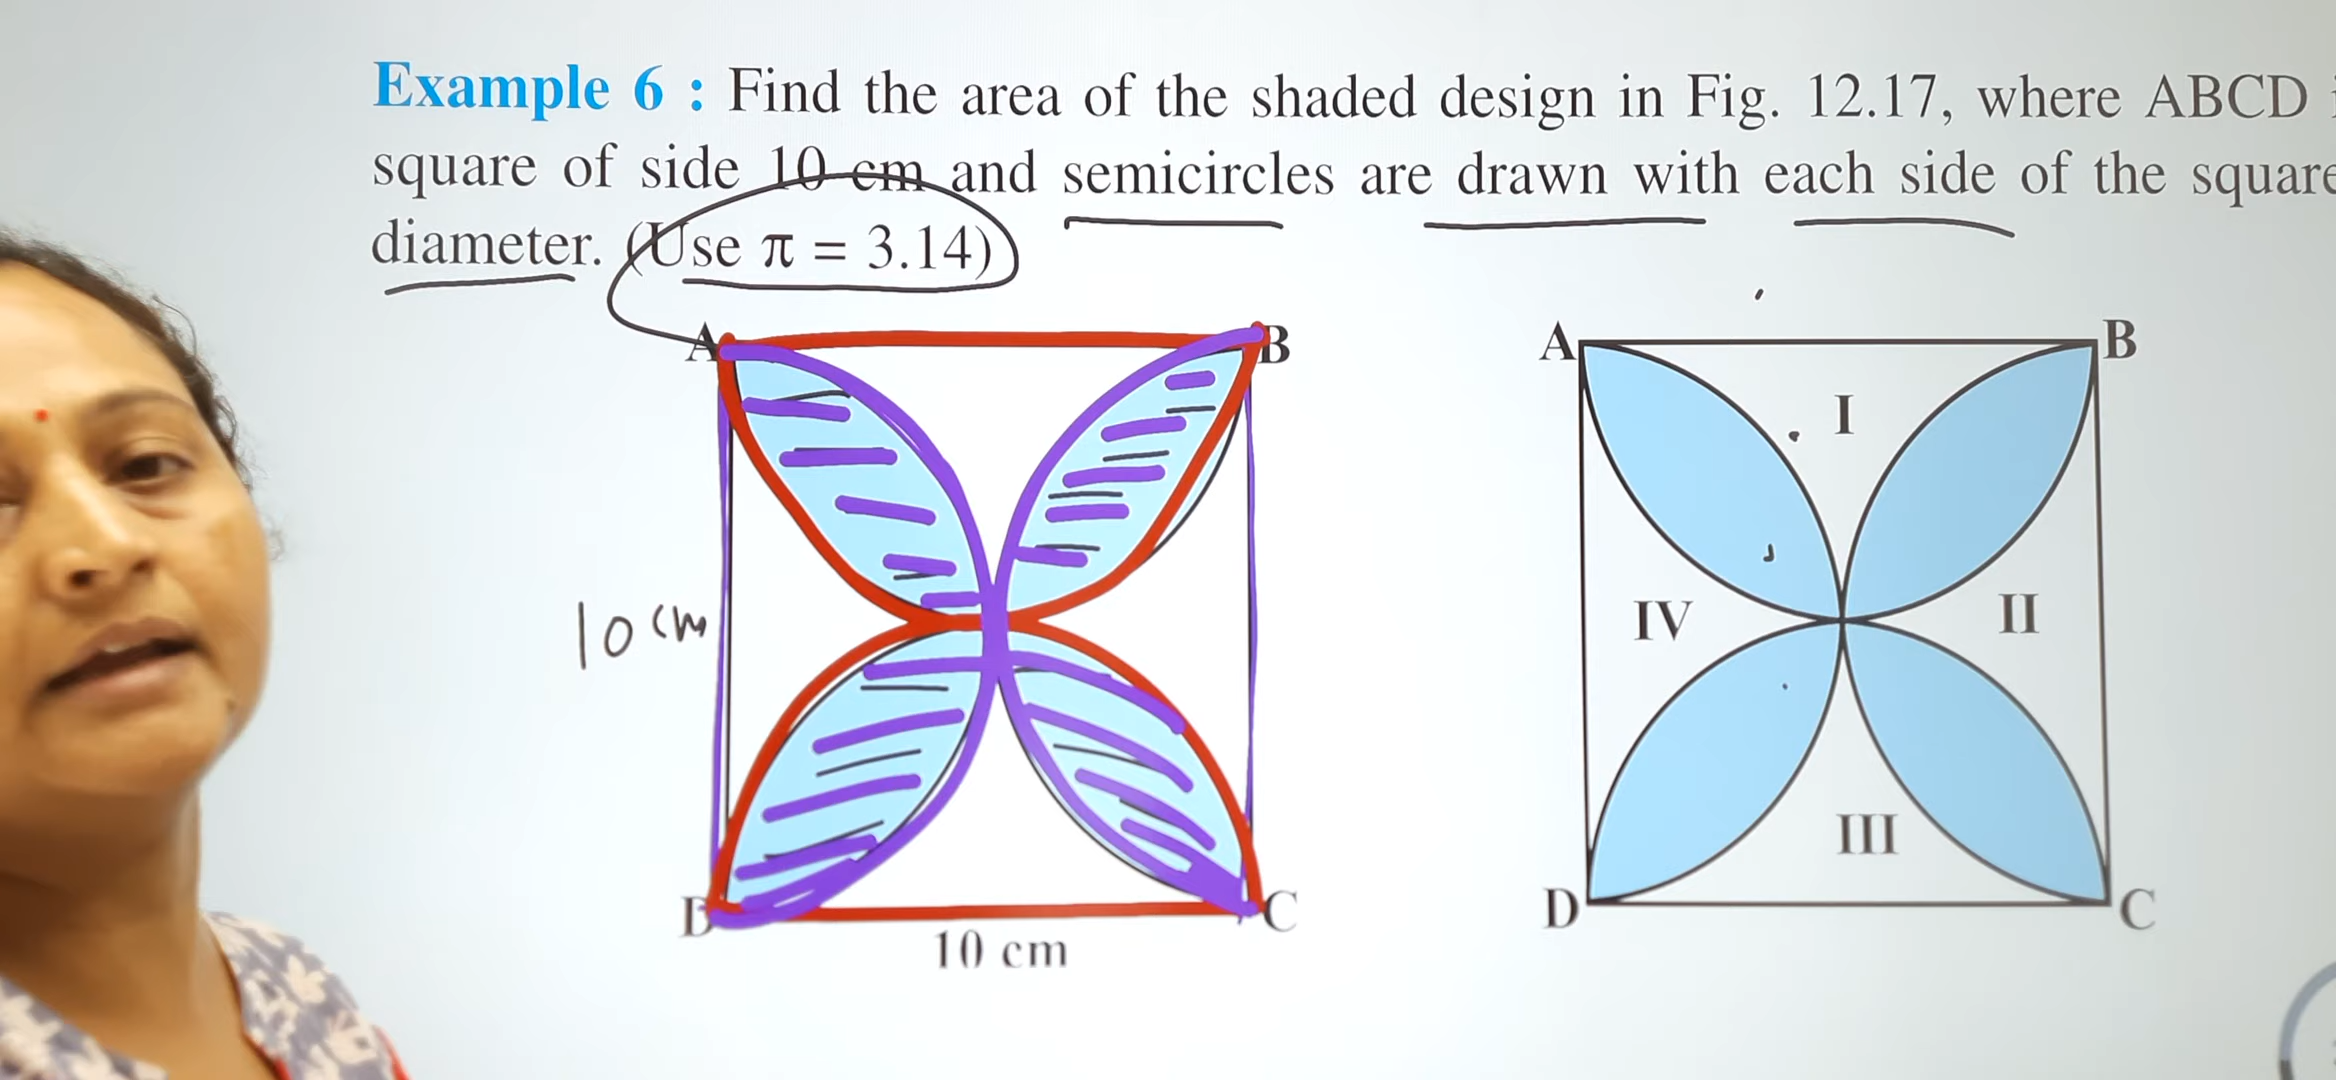 Example 6 : Find the area of the shaded design in Fig. 12.17, where ABCD
square of side 10 cm and semicircles are drawn with each side of the square
diameter. (Use π = 3.14)
A B
10 cm
D C
10 cm
A B
I
IV II
III
D C